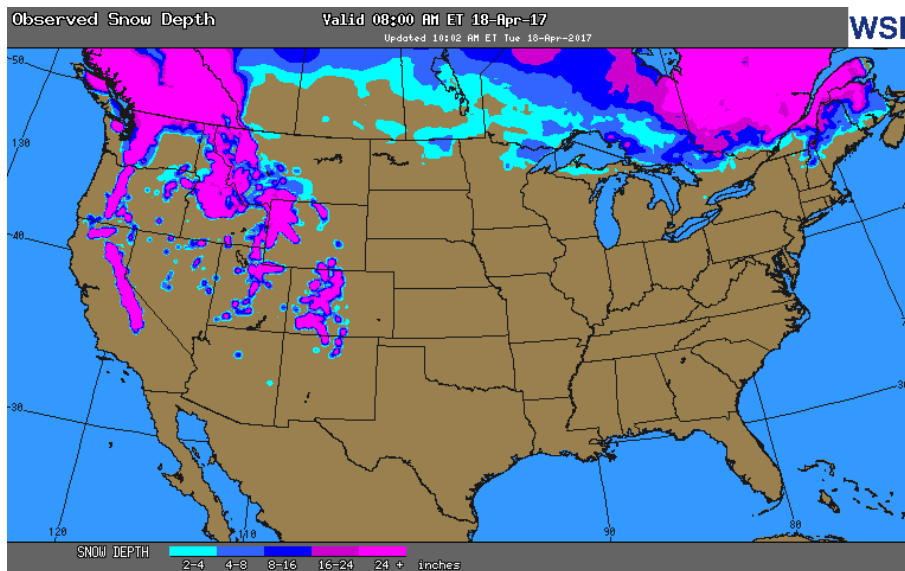 Observed Snow Depth
Valid 08:00 AM ET 18-Apr-17
Updated 10:02 AM ET Tue 18-Apr-2017
WSI
50
130
40
30
120
110
90
80
SNOW DEPTH
2-4 4-8 8-16 16-24 24 + inches